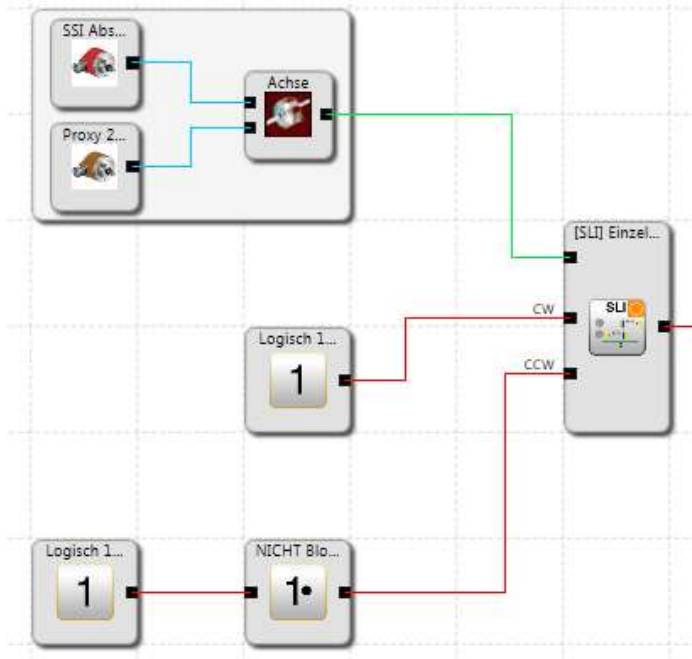 SSI Abs...
Achse
Proxy 2...
[SLI] Einzel...
SLI
CW
Logisch 1...
1
CCW
Logisch 1...
1
NICHT Blo...
1•